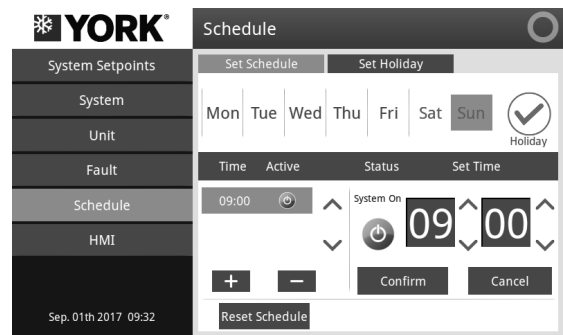 YORK®
Schedule
System Setpoints
System
Unit
Fault
Schedule
HMI
Sep. 01th 2017 09:32
Set Schedule Set Holiday
Mon Tue Wed Thu Fri Sat Sun
Holiday
Time Active Status Set Time
09:00 System On 09 00
+ − Confirm Cancel
Reset Schedule